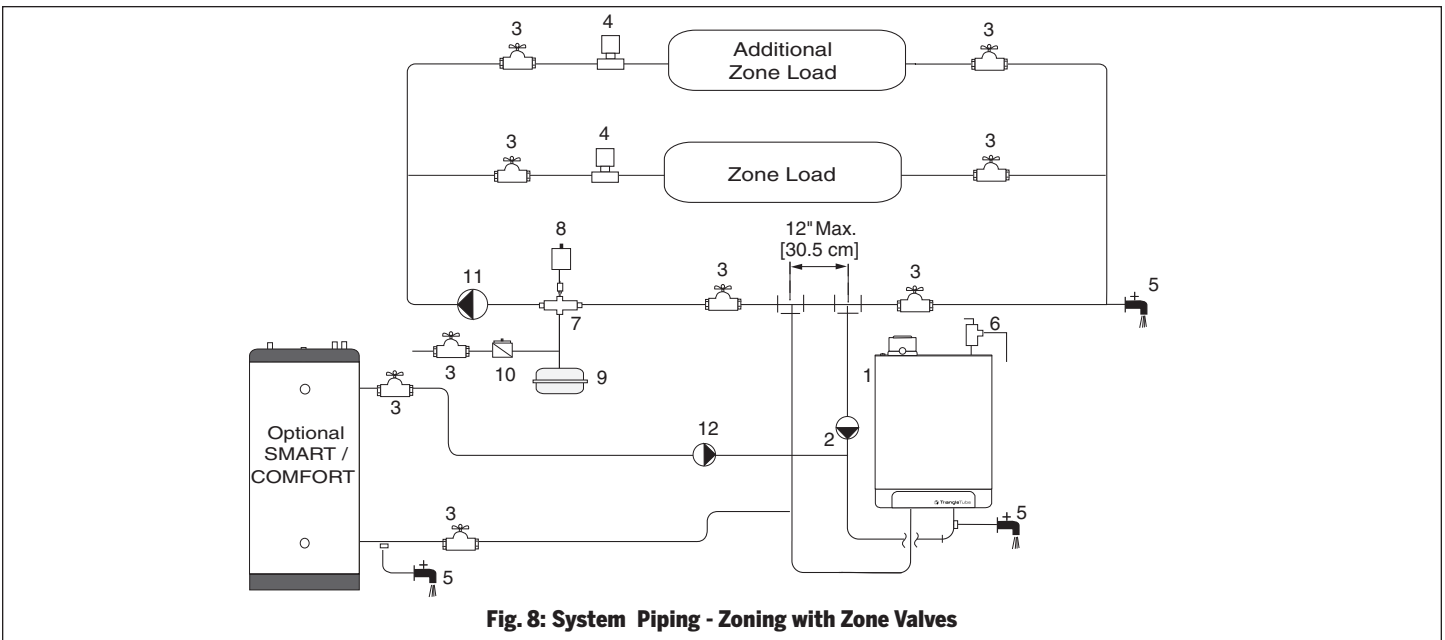 3
4
Additional
Zone Load
3
3
4
Zone Load
3
8
12" Max.
[30.5 cm]
11
7
3
3
5
3
10
9
6
1
3
Optional
SMART /
COMFORT
12
2
TriangleTube
3
5
5
Fig. 8: System Piping - Zoning with Zone Valves